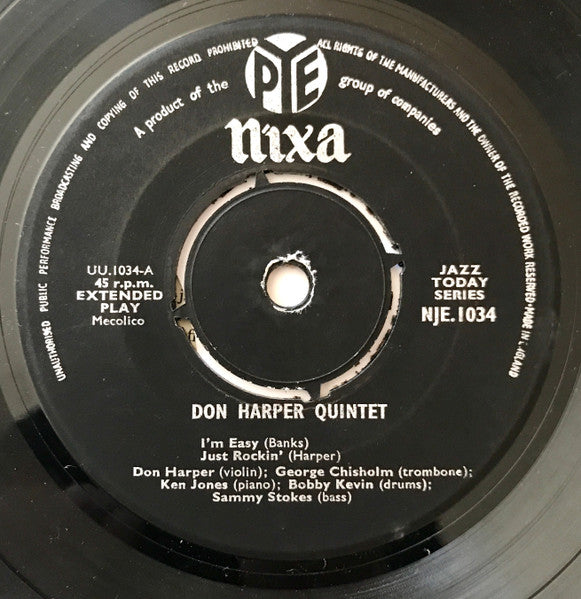 UNAUTHORISED PUBLIC PERFORMANCE BROADCASTING AND COPYING OF THIS RECORD PROHIBITED
ALL RIGHTS OF THE MANUFACTURERS AND THE OWNER OF THE RECORDED WORK RESERVED·MADE IN ENGLAND
A product of the
PYE
group of companies
Nixa
UU.1034-A
45 r.p.m.
EXTENDED
PLAY
Mecolico
JAZZ
TODAY
SERIES
NJE.1034
DON HARPER QUINTET
I'm Easy (Banks)
Just Rockin' (Harper)
Don Harper (violin); George Chisholm (trombone);
Ken Jones (piano); Bobby Kevin (drums);
Sammy Stokes (bass)